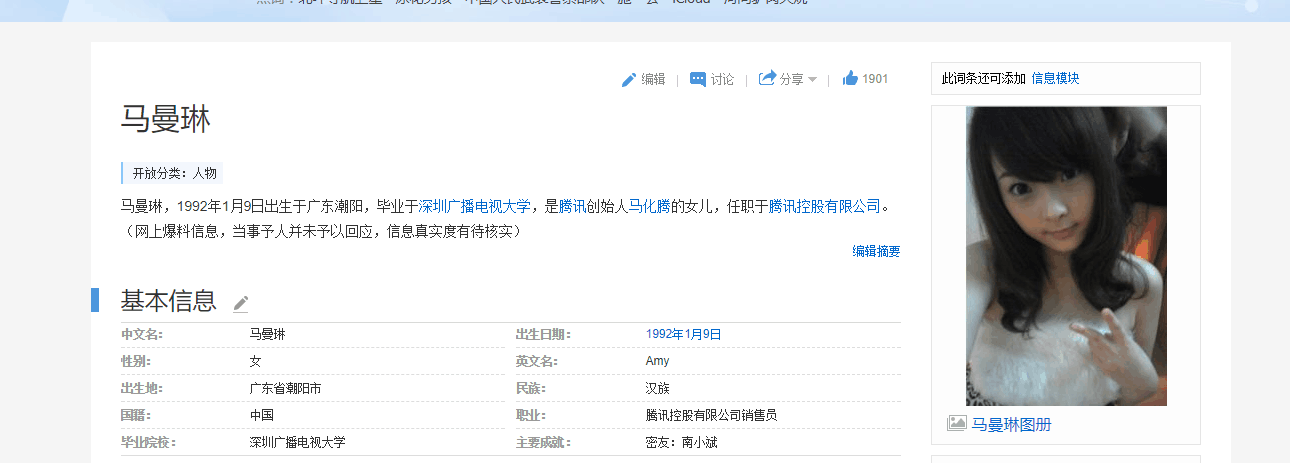 编辑 讨论 分享 1901
此词条还可添加 信息模块
马曼琳
开放分类：人物
马曼琳，1992年1月9日出生于广东潮阳，毕业于深圳广播电视大学，是腾讯创始人马化腾的女儿，任职于腾讯控股有限公司。
（网上爆料信息，当事予人并未予以回应，信息真实度有待核实）
编辑摘要
基本信息
中文名： 马曼琳 出生日期： 1992年1月9日
性别： 女 英文名： Amy
出生地： 广东省潮阳市 民族： 汉族
国籍： 中国 职业： 腾讯控股有限公司销售员
毕业院校： 深圳广播电视大学 主要成就： 密友：南小斌
马曼琳图册